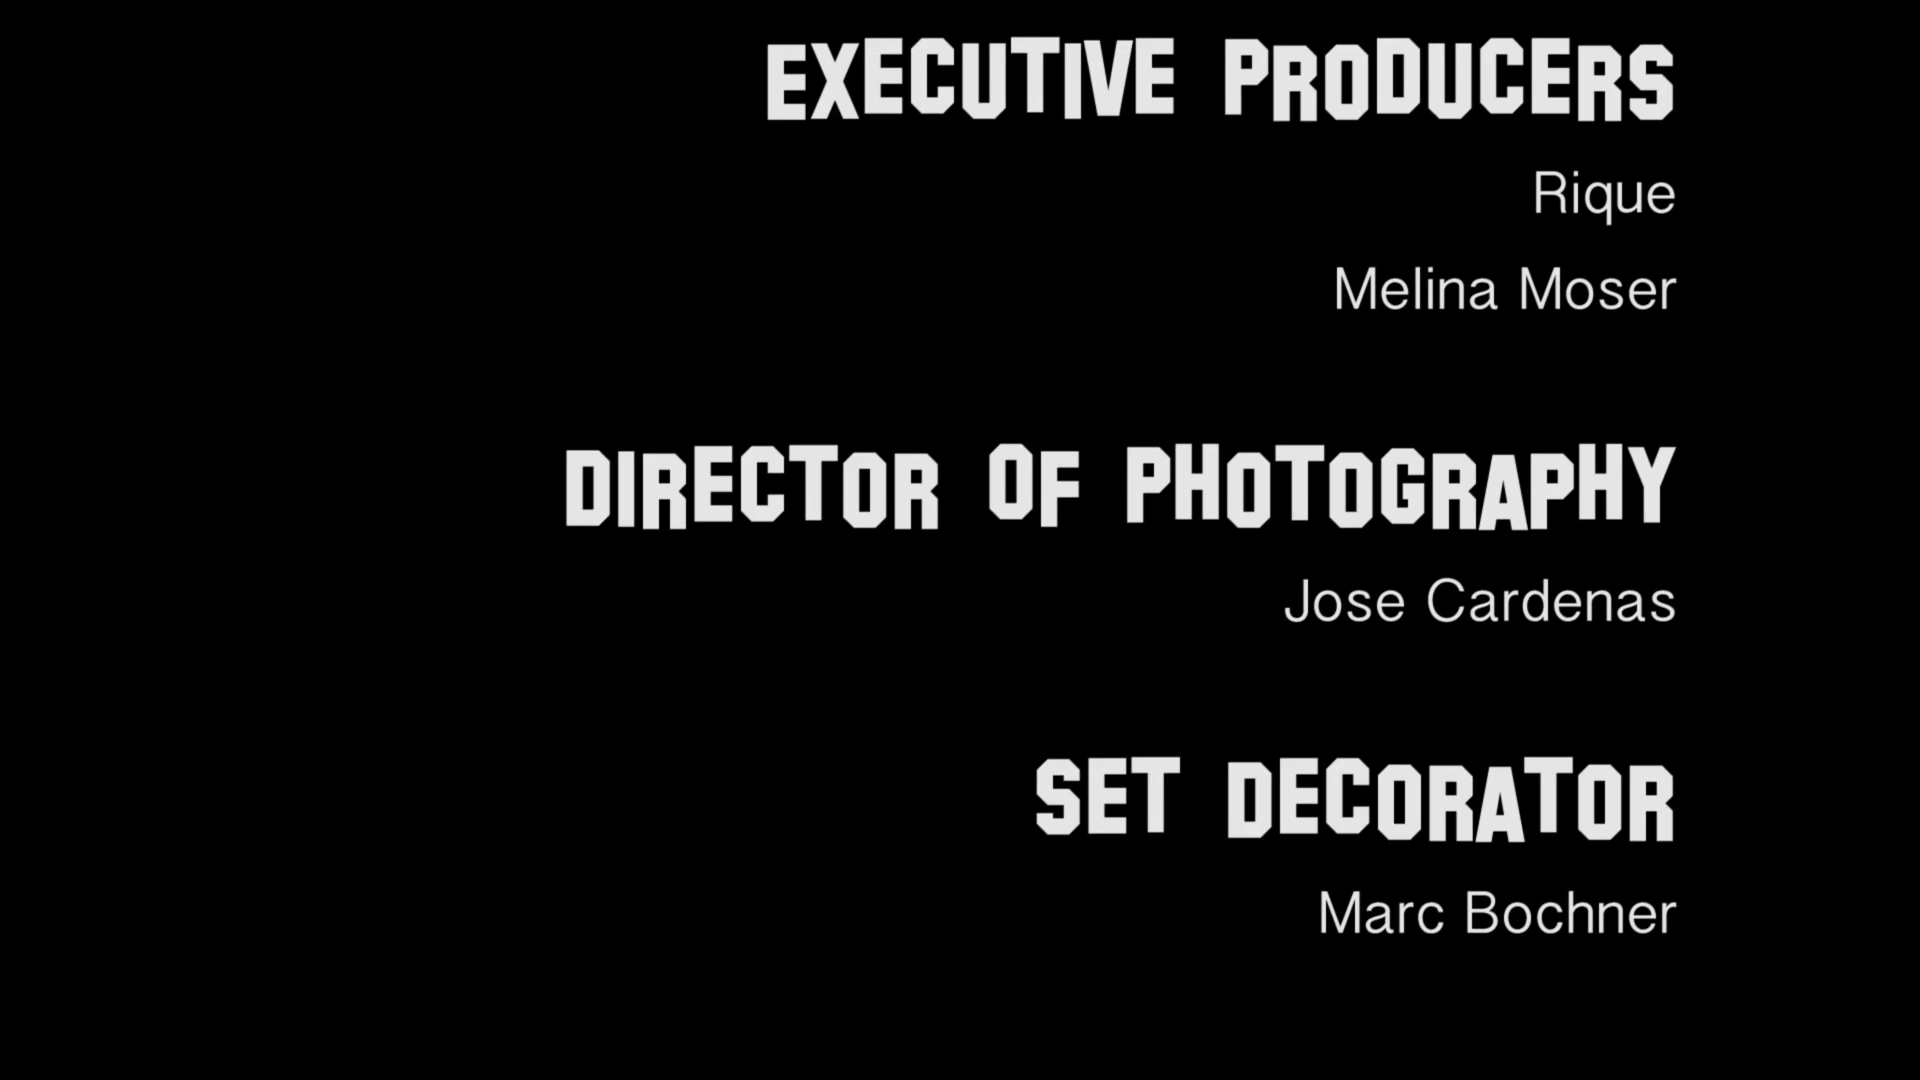 EXECUTIVE PRODUCERS
Rique
Melina Moser
DIRECTOR OF PHOTOGRAPHY
Jose Cardenas
SET DECORATOR
Marc Bochner